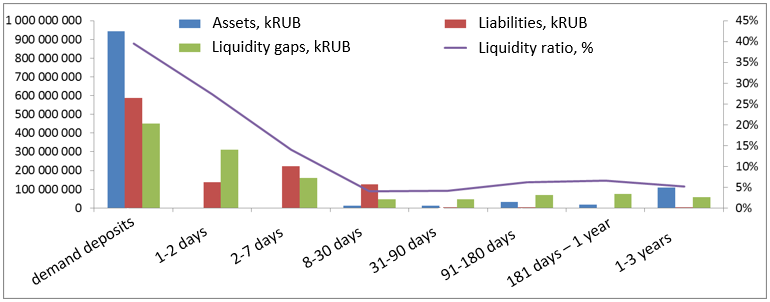 Assets, kRUB
Liabilities, kRUB
Liquidity gaps, kRUB
Liquidity ratio, %
1 000 000 000
900 000 000
800 000 000
700 000 000
600 000 000
500 000 000
400 000 000
300 000 000
200 000 000
100 000 000
0
45%
40%
35%
30%
25%
20%
15%
10%
5%
0%
demand deposits
1-2 days
2-7 days
8-30 days
31-90 days
91-180 days
181 days – 1 year
1-3 years